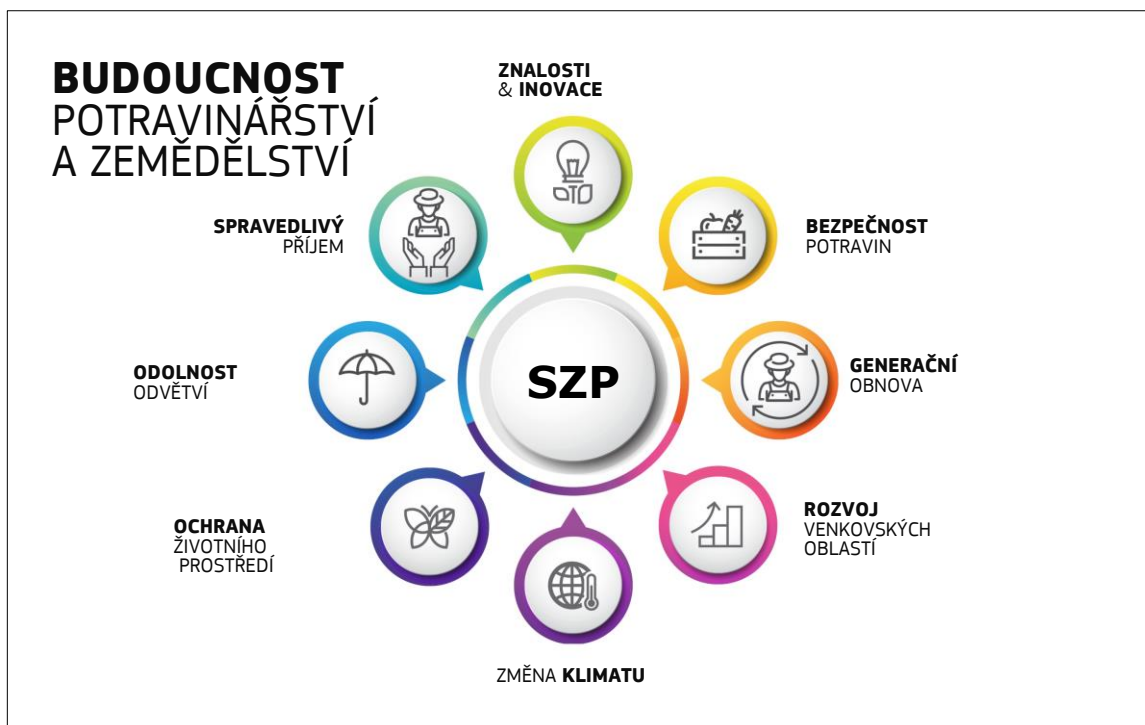 BUDOUCNOST
POTRAVINÁŘSTVÍ
A ZEMĚDĚLSTVÍ
ZNALOSTI
& INOVACE
SPRAVEDLIVÝ
PŘÍJEM
BEZPEČNOST
POTRAVIN
ODOLNOST
ODVĚTVÍ
SZP
GENERAČNÍ
OBNOVA
OCHRANA
ŽIVOTNÍHO
PROSTŘEDÍ
ROZVOJ
VENKOVSKÝCH
OBLASTÍ
ZMĚNA KLIMATU